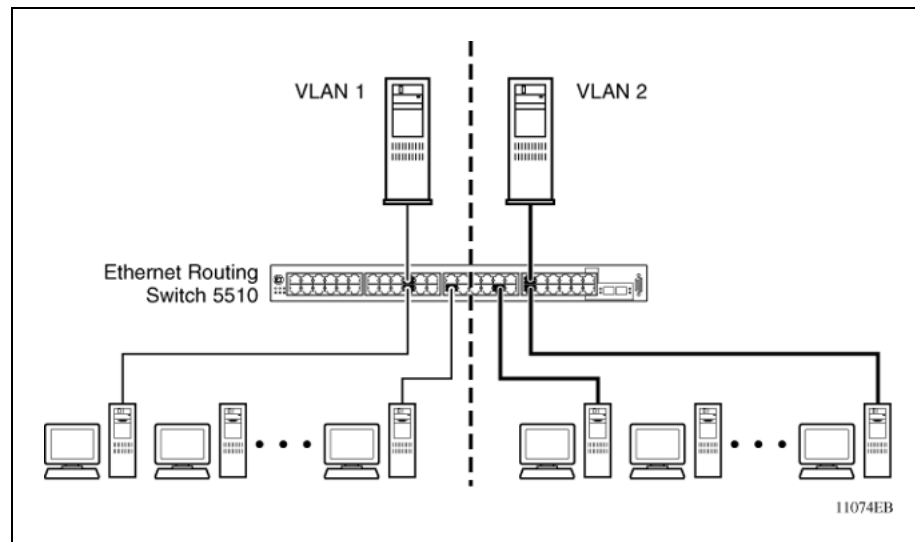 VLAN 1
VLAN 2
Ethernet Routing
Switch 5510
11074EB